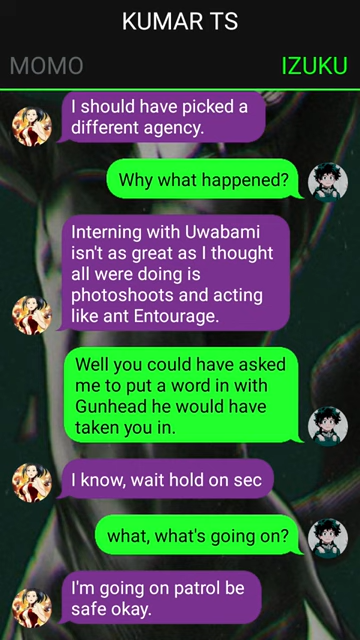 KUMAR TS
MOMO
IZUKU
I should have picked a
different agency.
Why what happened?
Interning with Uwabami
isn't as great as I thought
all were doing is
photoshoots and acting
like ant Entourage.
Well you could have asked
me to put a word in with
Gunhead he would have
taken you in.
I know, wait hold on sec
what, what's going on?
I'm going on patrol be
safe okay.